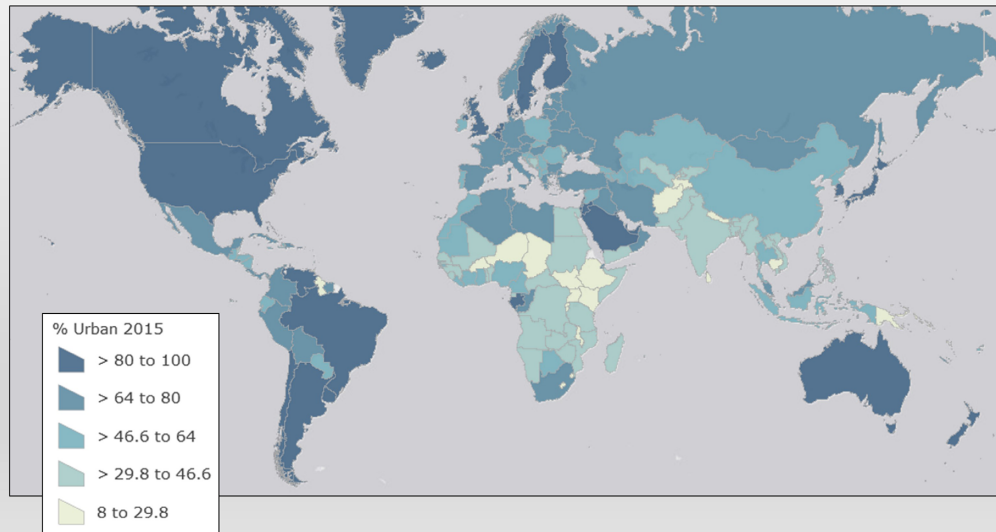 % Urban 2015
> 80 to 100
> 64 to 80
> 46.6 to 64
> 29.8 to 46.6
8 to 29.8